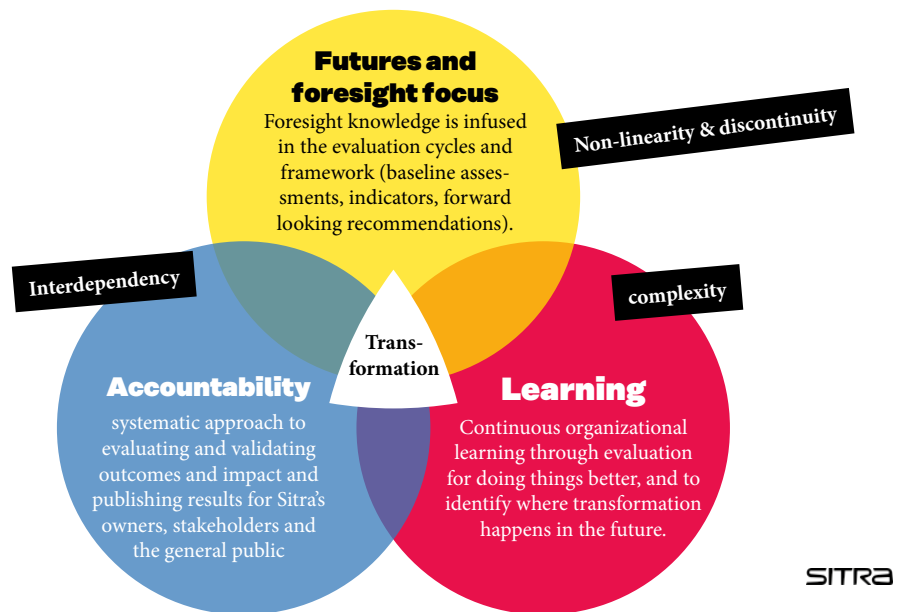 Futures and
foresight focus
Foresight knowledge is infused
in the evaluation cycles and
framework (baseline asses-
sments, indicators, forward
looking recommendations).
Non-linearity & discontinuity
Interdependency
complexity
Trans-
formation
Accountability
systematic approach to
evaluating and validating
outcomes and impact and
publishing results for Sitra's
owners, stakeholders and
the general public
Learning
Continuous organizational
learning through evaluation
for doing things better, and to
identify where transformation
happens in the future.
SITRA